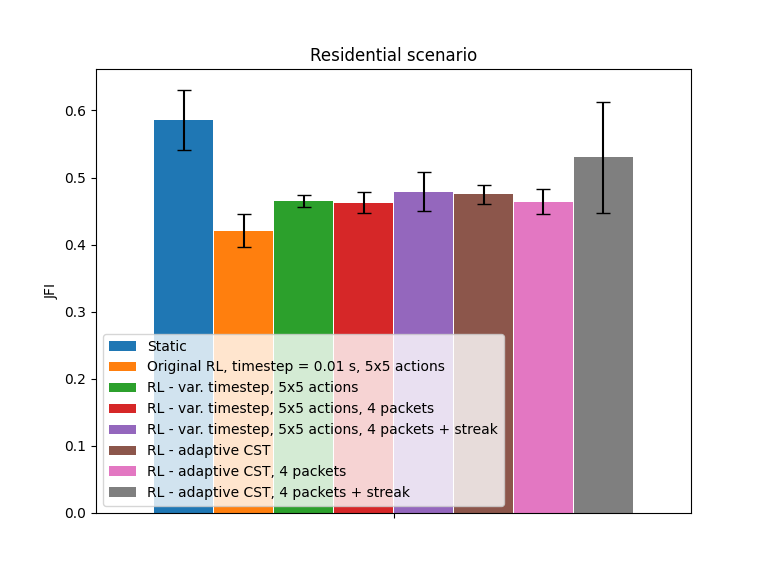 Residential scenario
JFI
0.6
0.5
0.4
0.3
0.2
0.1
0.0
Static
Original RL, timestep = 0.01 s, 5x5 actions
RL - var. timestep, 5x5 actions
RL - var. timestep, 5x5 actions, 4 packets
RL - var. timestep, 5x5 actions, 4 packets + streak
RL - adaptive CST
RL - adaptive CST, 4 packets
RL - adaptive CST, 4 packets + streak